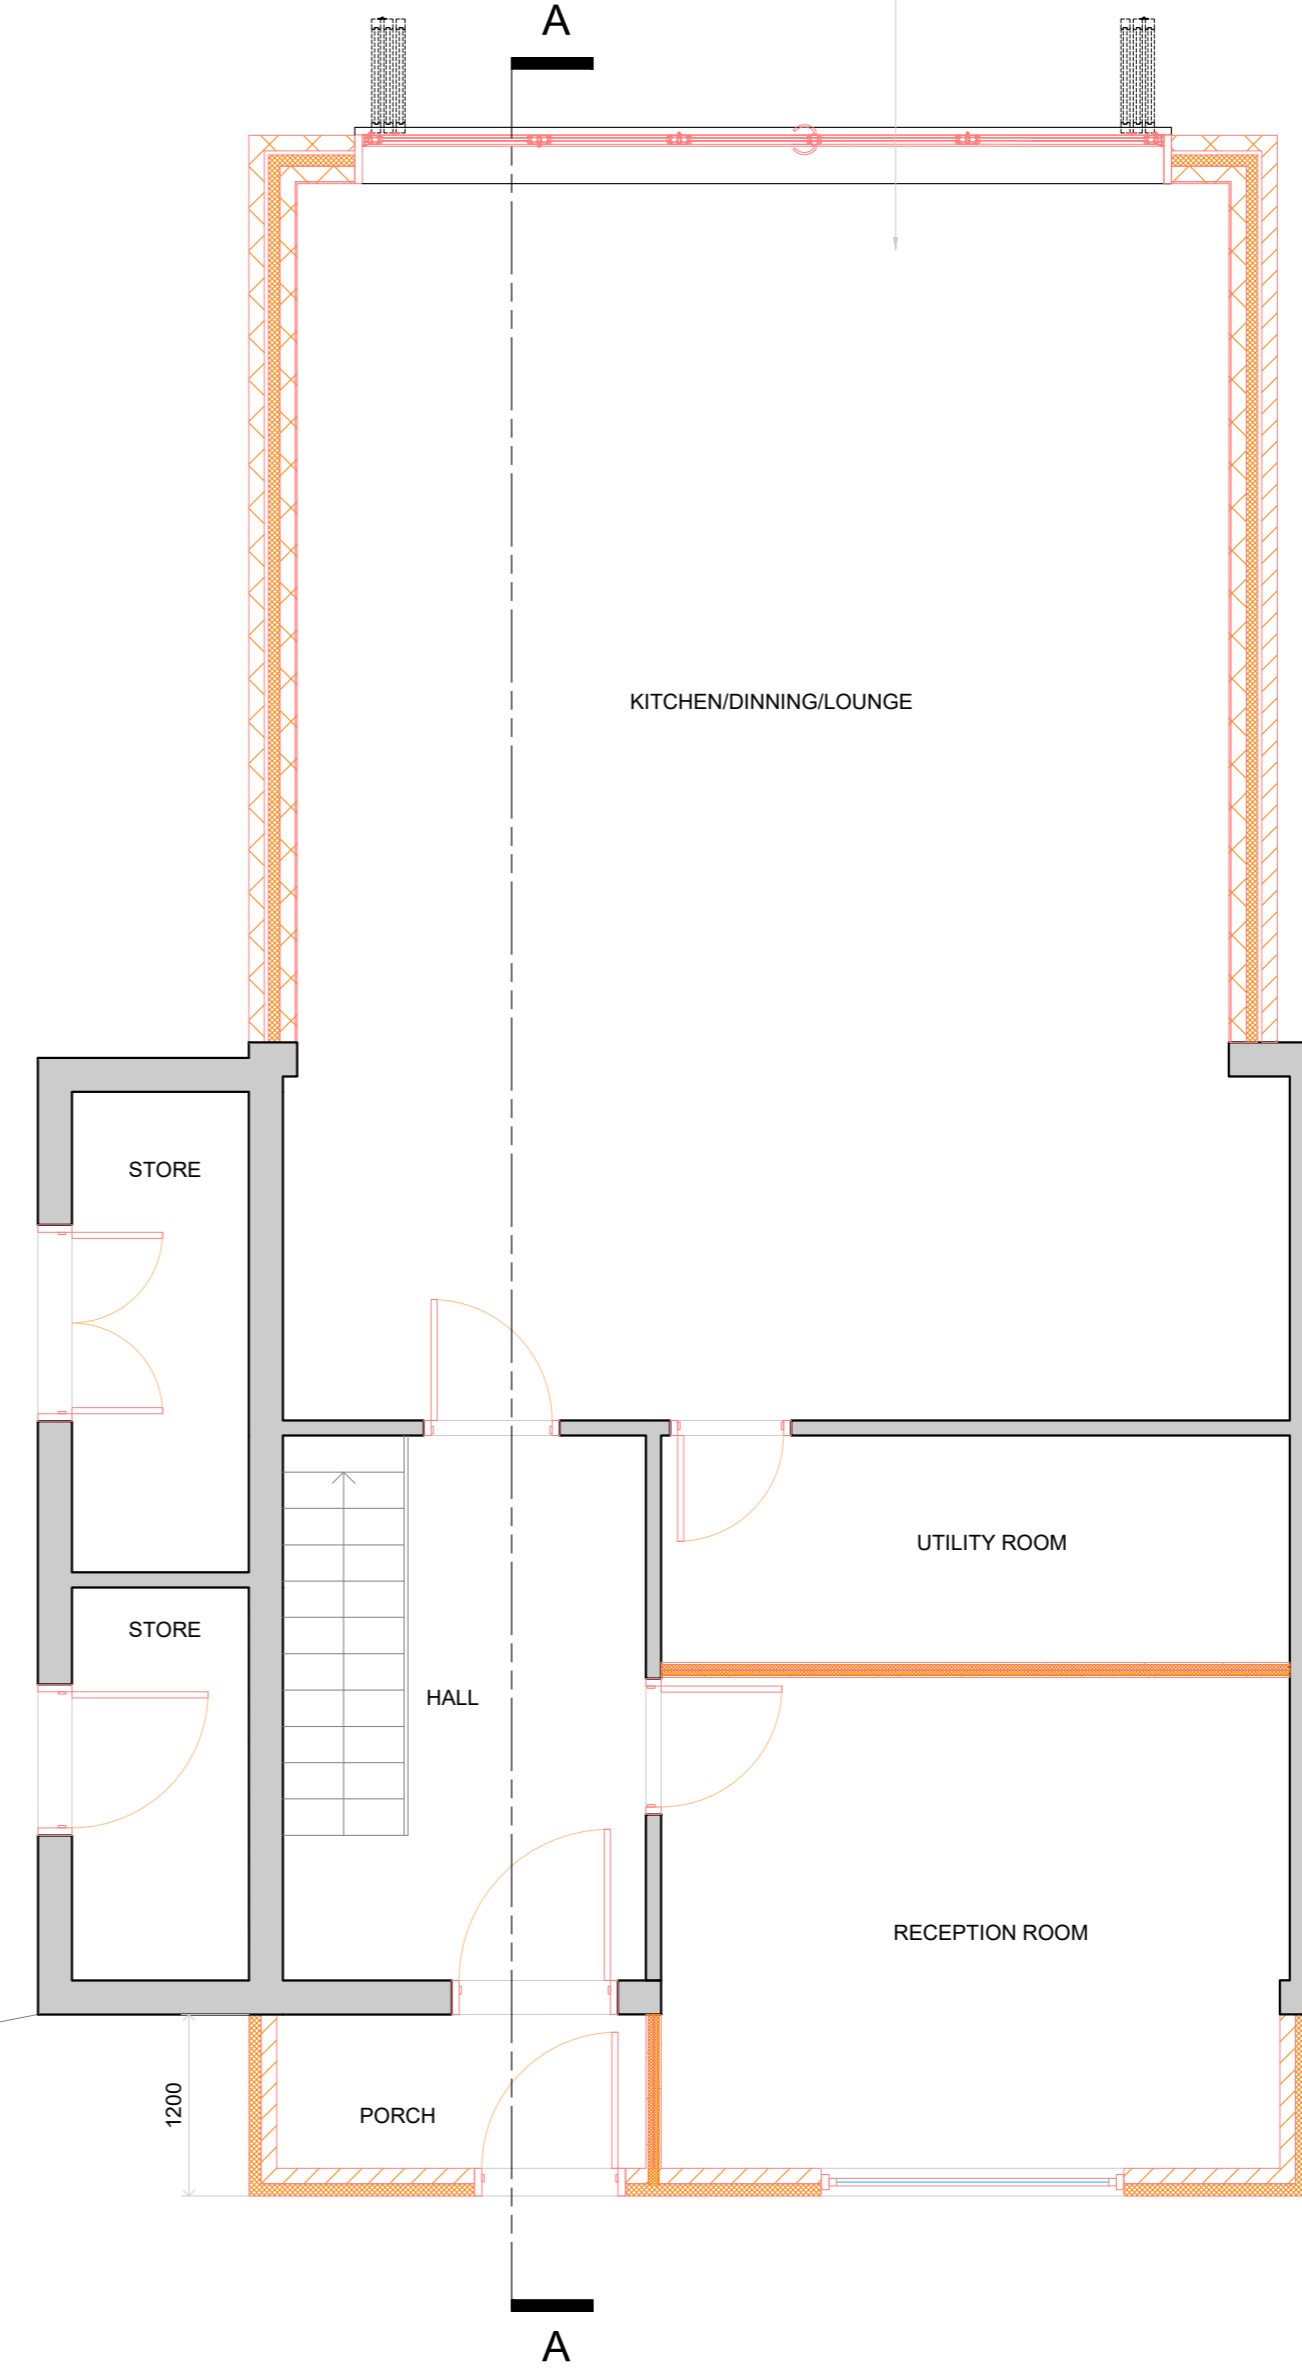 A
KITCHEN/DINNING/LOUNGE
STORE
UTILITY ROOM
STORE
HALL
RECEPTION ROOM
1200
PORCH
A